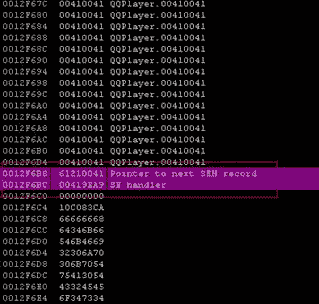 0012F67C 00410041 QQPlayer.00410041
0012F680 00410041 QQPlayer.00410041
0012F684 00410041 QQPlayer.00410041
0012F688 00410041 QQPlayer.00410041
0012F68C 00410041 QQPlayer.00410041
0012F690 00410041 QQPlayer.00410041
0012F694 00410041 QQPlayer.00410041
0012F698 00410041 QQPlayer.00410041
0012F69C 00410041 QQPlayer.00410041
0012F6A0 00410041 QQPlayer.00410041
0012F6A4 00410041 QQPlayer.00410041
0012F6A8 00410041 QQPlayer.00410041
0012F6AC 00410041 QQPlayer.00410041
0012F6B0 00410041 QQPlayer.00410041
0012F6B4 00410041 QQPlayer.00410041
0012F6B8 61210041 Pointer to next SEH record
0012F6BC SE handler
0012F6C0 00000000
0012F6C4 10C083CA
0012F6C8 66666668
0012F6CC 64346B66
0012F6D0 546B4669
0012F6D4 32306A70
0012F6D8 386B7054
0012F6DC 75413054
0012F6E0 43324545
0012F6E4 6F347334